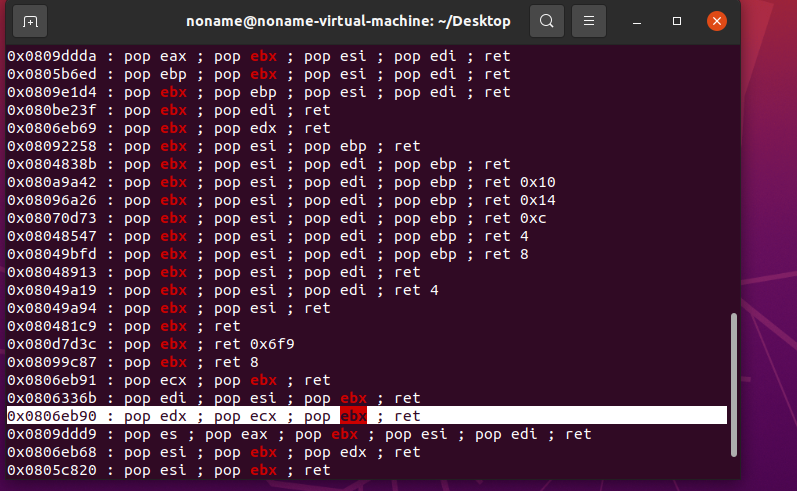 noname@noname-virtual-machine: ~/Desktop
0x0809ddda : pop eax ; pop ebx ; pop esi ; pop edi ; ret
0x0805b6ed : pop ebp ; pop ebx ; pop esi ; pop edi ; ret
0x0809e1d4 : pop ebx ; pop ebp ; pop esi ; pop edi ; ret
0x080be23f : pop ebx ; pop edi ; ret
0x0806eb69 : pop ebx ; pop edx ; ret
0x08092258 : pop ebx ; pop esi ; pop ebp ; ret
0x0804838b : pop ebx ; pop esi ; pop edi ; pop ebp ; ret
0x080a9a42 : pop ebx ; pop esi ; pop edi ; pop ebp ; ret 0x10
0x08096a26 : pop ebx ; pop esi ; pop edi ; pop ebp ; ret 0x14
0x08070d73 : pop ebx ; pop esi ; pop edi ; pop ebp ; ret 0xc
0x08048547 : pop ebx ; pop esi ; pop edi ; pop ebp ; ret 4
0x08049bfd : pop ebx ; pop esi ; pop edi ; pop ebp ; ret 8
0x08048913 : pop ebx ; pop esi ; pop edi ; ret
0x08049a19 : pop ebx ; pop esi ; pop edi ; ret 4
0x08049a94 : pop ebx ; pop esi ; ret
0x080481c9 : pop ebx ; ret
0x080d7d3c : pop ebx ; ret 0x6f9
0x08099c87 : pop ebx ; ret 8
0x0806eb91 : pop ecx ; pop ebx ; ret
0x0806336b : pop edi ; pop esi ; pop ebx ; ret
0x0806eb90 : pop edx ; pop ecx ; pop ebx ; ret
0x0809ddd9 : pop es ; pop eax ; pop ebx ; pop esi ; pop edi ; ret
0x0806eb68 : pop esi ; pop ebx ; pop edx ; ret
0x0805c820 : pop esi ; pop ebx ; ret